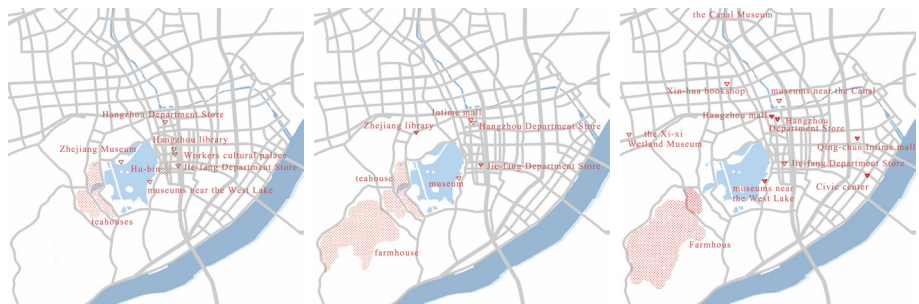 Hangzhou Department Store
Hangzhou library
Zhejiang Museum
Workers cultural palace
Hu-bin
Jie-fang Department Store
museums near the West Lake
teahouses
Intime mall
Zhejiang library
Hangzhou Department Store
Jie-fang Department Store
teahouse
museum
farmhouse
the Canal Museum
Xin-hua bookshop
museums near the Canal
Hangzhou mall
Hangzhou
Department Store
the Xi-xi
Wetland Museum
Qing-chun Intime mall
Jie-fang Department Store
Civic center
museums near
the West Lake
Farmhous